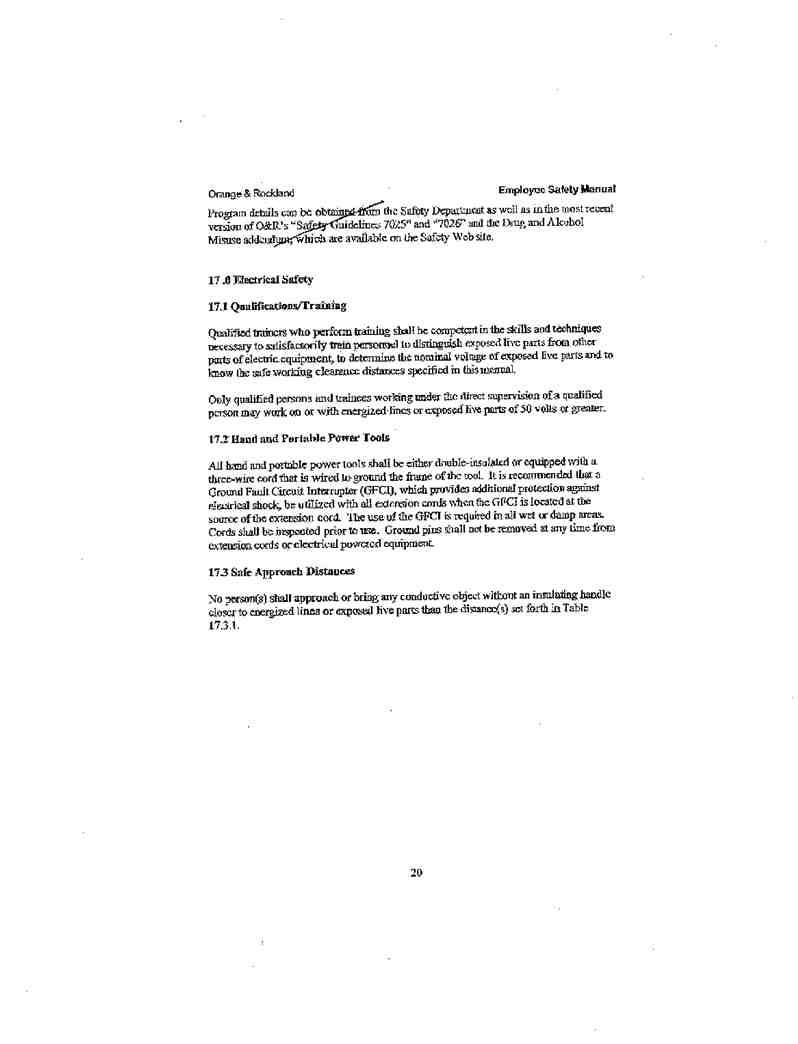 Orange & Rockland
Employee Safety Manual
Program details can be obtained from the Safety Department as well as in the most recent
version of O&R's "Safety Guidelines 7025" and "7026" and the Drug and Alcohol
Misuse addendum, which are available on the Safety Web site.
17.0 Electrical Safety
17.1 Qualifications/Training
Qualified trainers who perform training shall be competent in the skills and techniques
necessary to satisfactorily train personnel to distinguish exposed live parts from other
parts of electric equipment, to determine the nominal voltage of exposed live parts and to
know the safe working clearance distances specified in this manual.
Only qualified persons and trainees working under the direct supervision of a qualified
person may work on or with energized lines or exposed live parts of 50 volts or greater.
17.2 Hand and Portable Power Tools
All hand and portable power tools shall be either double-insulated or equipped with a
three-wire cord that is wired to ground the frame of the tool. It is recommended that a
Ground Fault Circuit Interrupter (GFCI), which provides additional protection against
electrical shock, be utilized with all extension cords when the GFCI is located at the
source of the extension cord. The use of the GFCI is required in all wet or damp areas.
Cords shall be inspected prior to use. Ground pins shall not be removed at any time from
extension cords or electrical powered equipment.
17.3 Safe Approach Distances
No person(s) shall approach or bring any conductive object without an insulating handle
closer to energized lines or exposed live parts than the distance(s) set forth in Table
17.3.1.
20